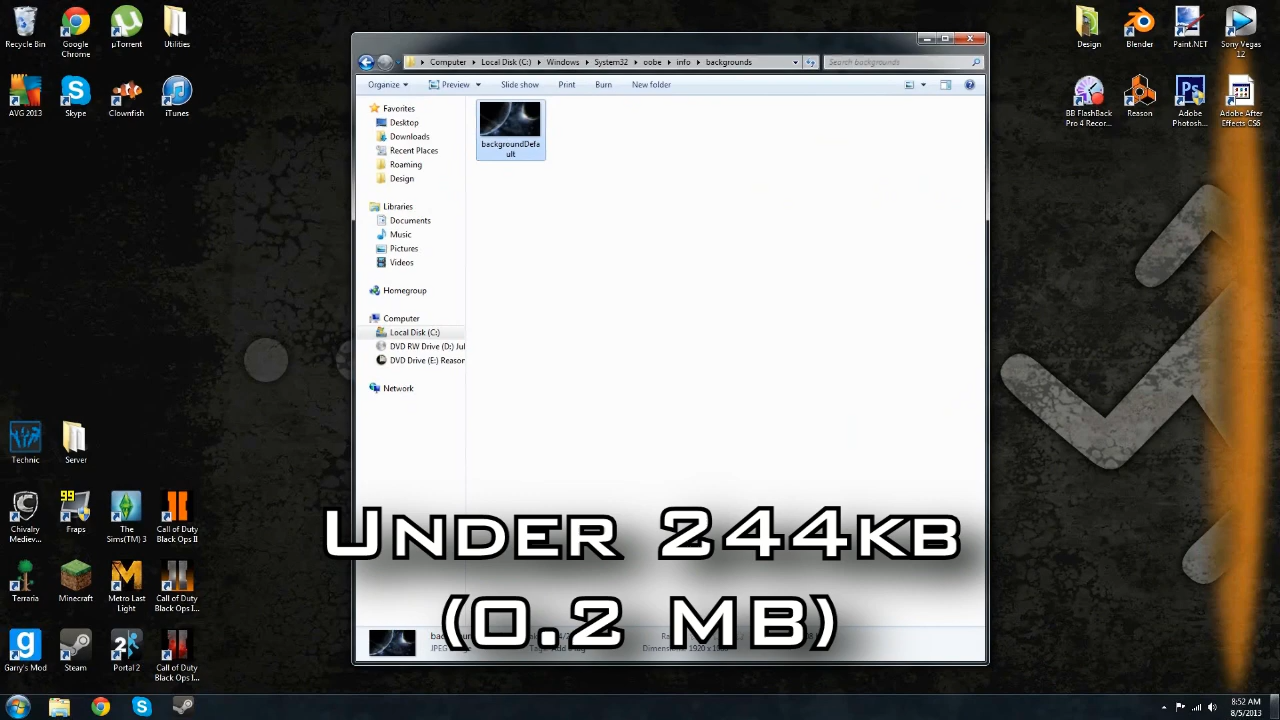 Recycle Bin
Google Chrome
µTorrent
Utilities
AVG 2013
Skype
Clownfish
iTunes
Design
Blender
Paint.NET
Sony Vegas 12
BB FlashBack Pro 4 Recor...
Reason
Adobe Photosh...
Adobe After Effects CS6
Computer
Local Disk (C:)
Windows
System32
oobe
info
backgrounds
Search backgrounds
Organize
Preview
Slide show
Print
Burn
New folder
Favorites
Desktop
Downloads
Recent Places
Roaming
Design
Libraries
Documents
Music
Pictures
Videos
Homegroup
Computer
Local Disk (C:)
DVD RW Drive (D:) Jul
DVD Drive (E:) Reason
Network
backgroundDefa
ult
Technic
Server
Chivalry Mediev...
99
Fraps
The Sims(TM) 3
Call of Duty Black Ops II
Terraria
Minecraft
Metro Last Light
Call of Duty Black Ops I...
Garry's Mod
Steam
Portal 2
Call of Duty Black Ops I...
Under 244kb
(0.2 MB)
JPEG
8:52 AM
8/5/2013